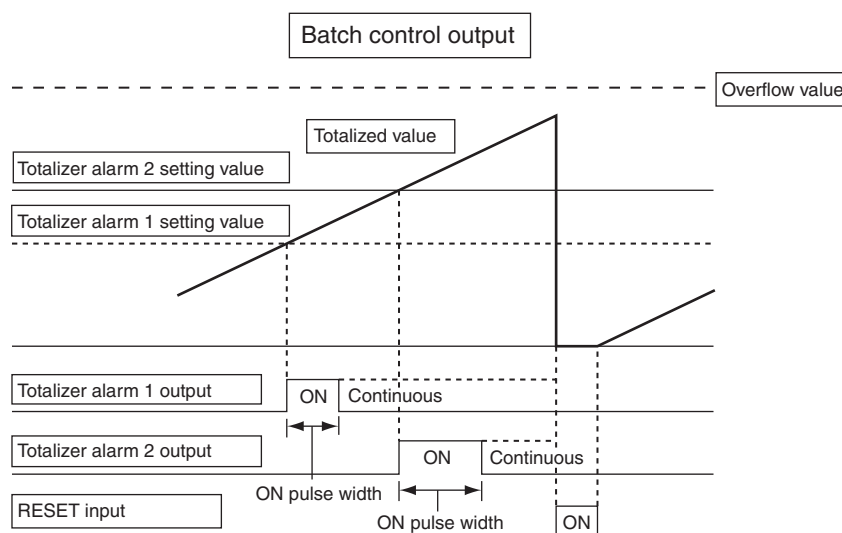 Batch control output
Overflow value
Totalized value
Totalizer alarm 2 setting value
Totalizer alarm 1 setting value
Totalizer alarm 1 output
ON
Continuous
Totalizer alarm 2 output
ON
Continuous
ON pulse width
RESET input
ON pulse width
ON